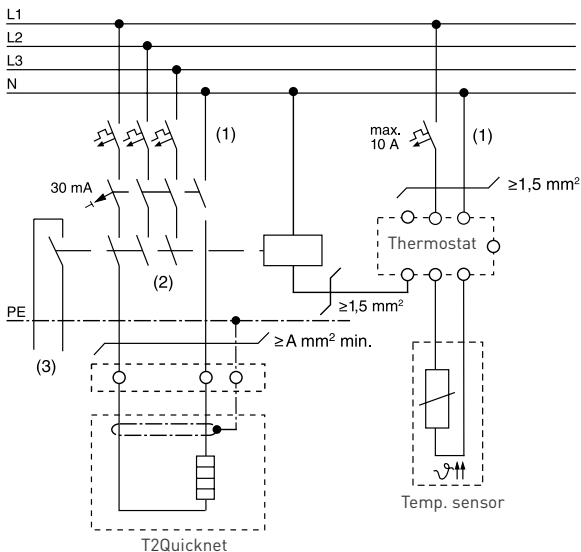 L1
L2
L3
N
(1)
max.
10 A
(1)
30 mA
≥1,5 mm²
Thermostat
(2)
≥1,5 mm²
PE
≥A mm² min.
(3)
ϑ
Temp. sensor
T2Quicknet